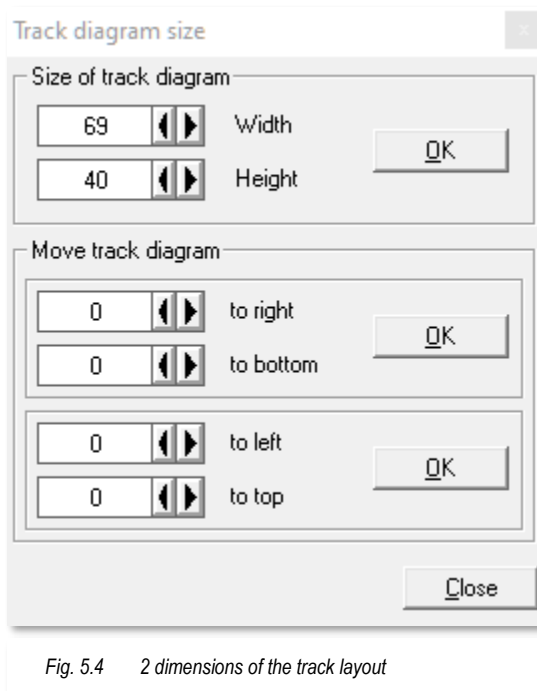 Track diagram size
x
Size of track diagram
69 Width
OK
40 Height
Move track diagram
0 to right
OK
0 to bottom
0 to left
OK
0 to top
Close
Fig. 5.4 2 dimensions of the track layout